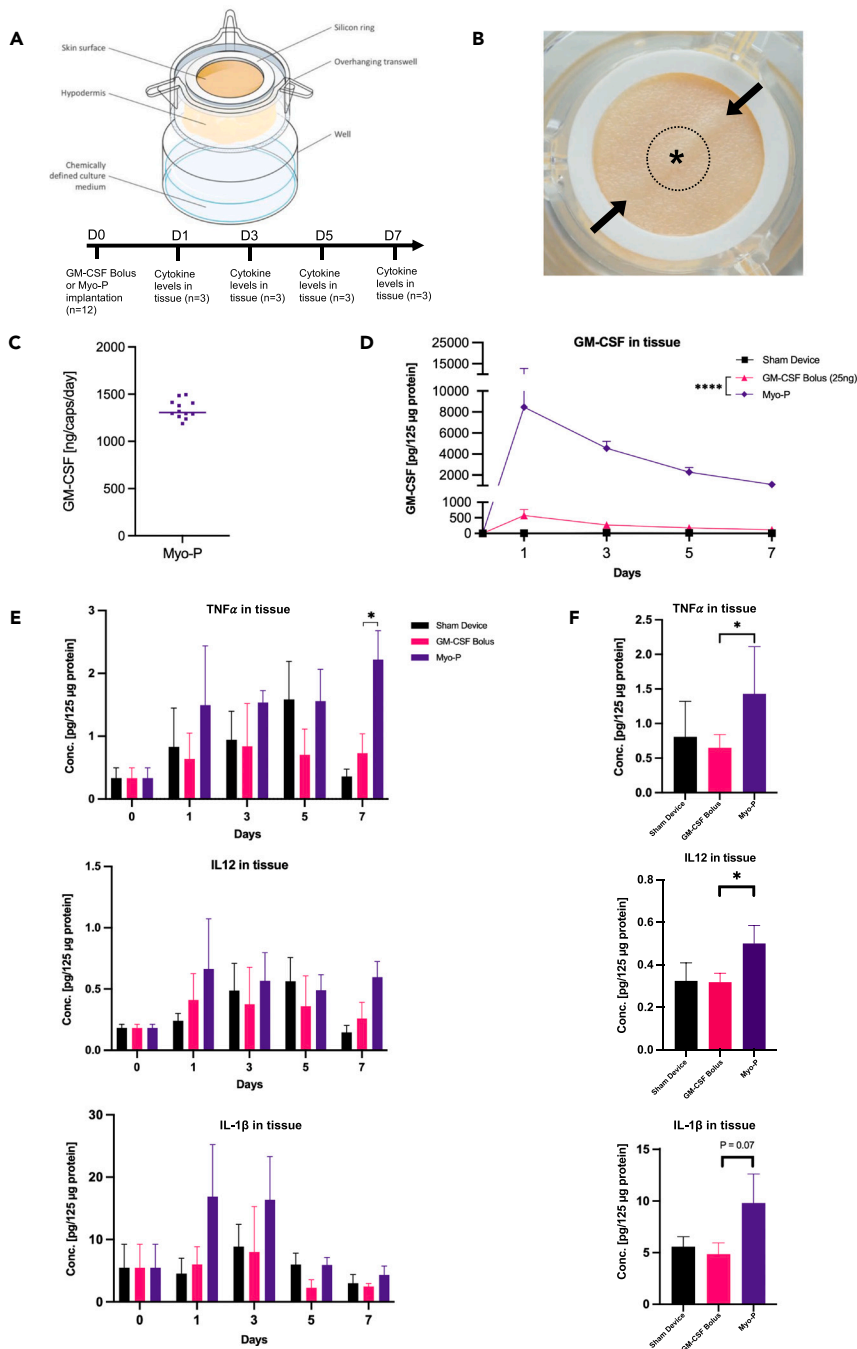 A
Skin surface
Hypodermis
Chemically
defined culture
medium
Silicon ring
Overhanging transwell
Well
D0
D1
D3
D5
D7
GM-CSF Bolus
or Myo-P
implantation
(n=12)
Cytokine
levels in
tissue (n=3)
Cytokine
levels in
tissue (n=3)
Cytokine
levels in
tissue (n=3)
Cytokine
levels in
tissue (n=3)
B
*
C
GM-CSF [ng/caps/day]
2000
1500
1000
500
0
Myo-P
D
GM-CSF in tissue
GM-CSF [pg/125 µg protein]
25000
20000
15000
10000
8000
6000
4000
2000
1000
500
0
1
3
5
7
Days
Sham Device
GM-CSF Bolus (25ng)
Myo-P
****
E
TNFα in tissue
Conc. [pg/125 µg protein]
3
2
1
0
0
1
3
5
7
Days
*
Sham Device
GM-CSF Bolus
Myo-P
IL12 in tissue
Conc. [pg/125 µg protein]
1.5
1.0
0.5
0.0
0
1
3
5
7
Days
IL-1β in tissue
Conc. [pg/125 µg protein]
30
20
10
0
0
1
3
5
7
Days
F
TNFα in tissue
Conc. [pg/125 µg protein]
2.5
2.0
1.5
1.0
0.5
0.0
*
Sham Device
GM-CSF Bolus
Myo-P
IL12 in tissue
Conc. [pg/125 µg protein]
0.8
0.6
0.4
0.2
0.0
*
Sham Device
GM-CSF Bolus
Myo-P
IL-1β in tissue
P = 0.07
Conc. [pg/125 µg protein]
15
10
5
0
Sham Device
GM-CSF Bolus
Myo-P